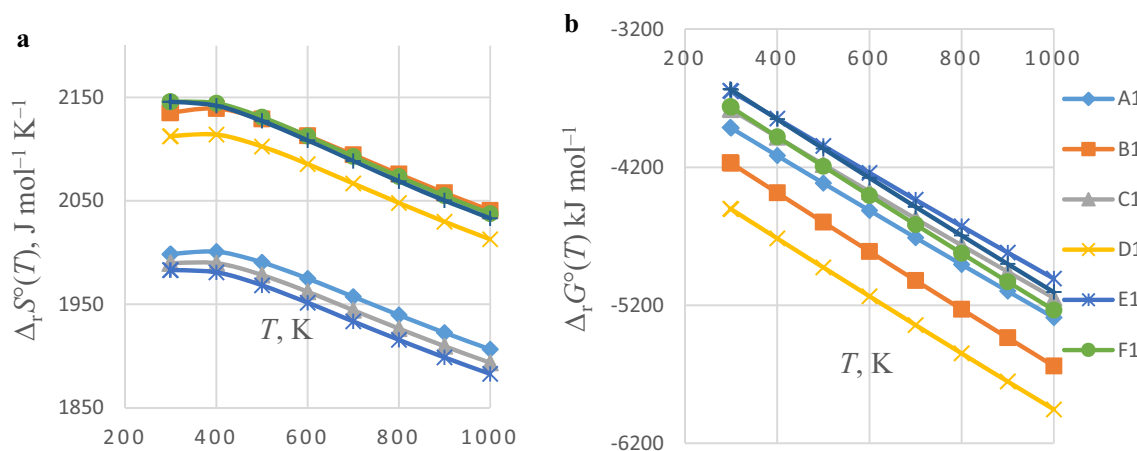 a
2150
2050
1950
1850
200 400 600 800 1000
T, K
ΔrS°(T), J mol⁻¹ K⁻¹
b
-3200
200 400 600 800 1000
-4200
-5200
-6200
T, K
ΔrG°(T) kJ mol⁻¹
A1
B1
C1
D1
E1
F1